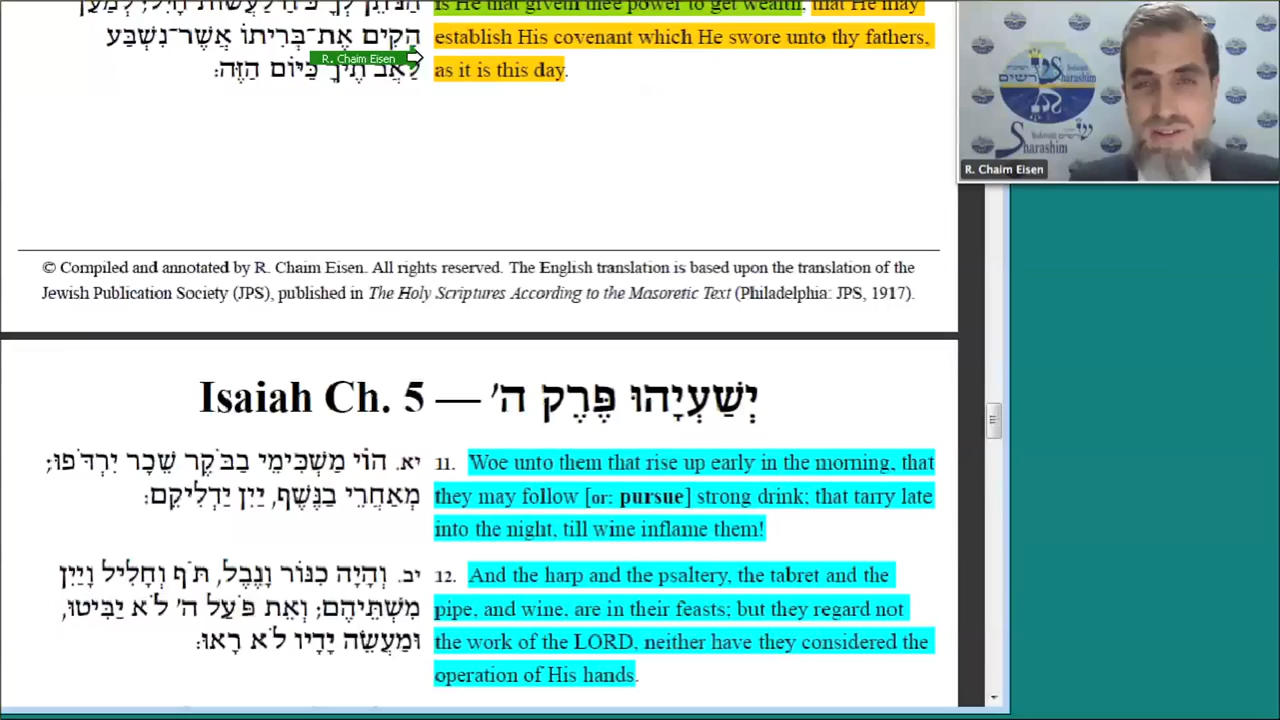 הַנֹּתֵן לְךָ כֹּחַ לַעֲשׂוֹת חָיִל; לְמַעַן
הָקִים אֶת־בְּרִיתוֹ אֲשֶׁר־נִשְׁבַּע
לַאֲבֹתֶיךָ כַּיּוֹם הַזֶּה:
is He that giveth thee power to get wealth, that He may
establish His covenant which He swore unto thy fathers,
as it is this day.
R. Chaim Eisen
Sharashim
שרשים
Sharashim
R. Chaim Eisen
© Compiled and annotated by R. Chaim Eisen. All rights reserved. The English translation is based upon the translation of the
Jewish Publication Society (JPS), published in The Holy Scriptures According to the Masoretic Text (Philadelphia: JPS, 1917).
Isaiah Ch. 5 — יְשַׁעְיָהוּ פֶּרֶק ה'
יא. הוֹי מַשְׁכִּימֵי בַבֹּקֶר שֵׁכָר יִרְדֹּפוּ;
מְאַחֲרֵי בַנֶּשֶׁף, יַיִן יַדְלִיקֵם:
11. Woe unto them that rise up early in the morning, that
they may follow [or: pursue] strong drink; that tarry late
into the night, till wine inflame them!
יב. וְהָיָה כִנּוֹר וָנֶבֶל, תֹּף וְחָלִיל וָיַיִן
מִשְׁתֵּיהֶם; וְאֵת פֹּעַל ה' לֹא יַבִּיטוּ,
וּמַעֲשֵׂה יָדָיו לֹא רָאוּ:
12. And the harp and the psaltery, the tabret and the
pipe, and wine, are in their feasts; but they regard not
the work of the LORD, neither have they considered the
operation of His hands.